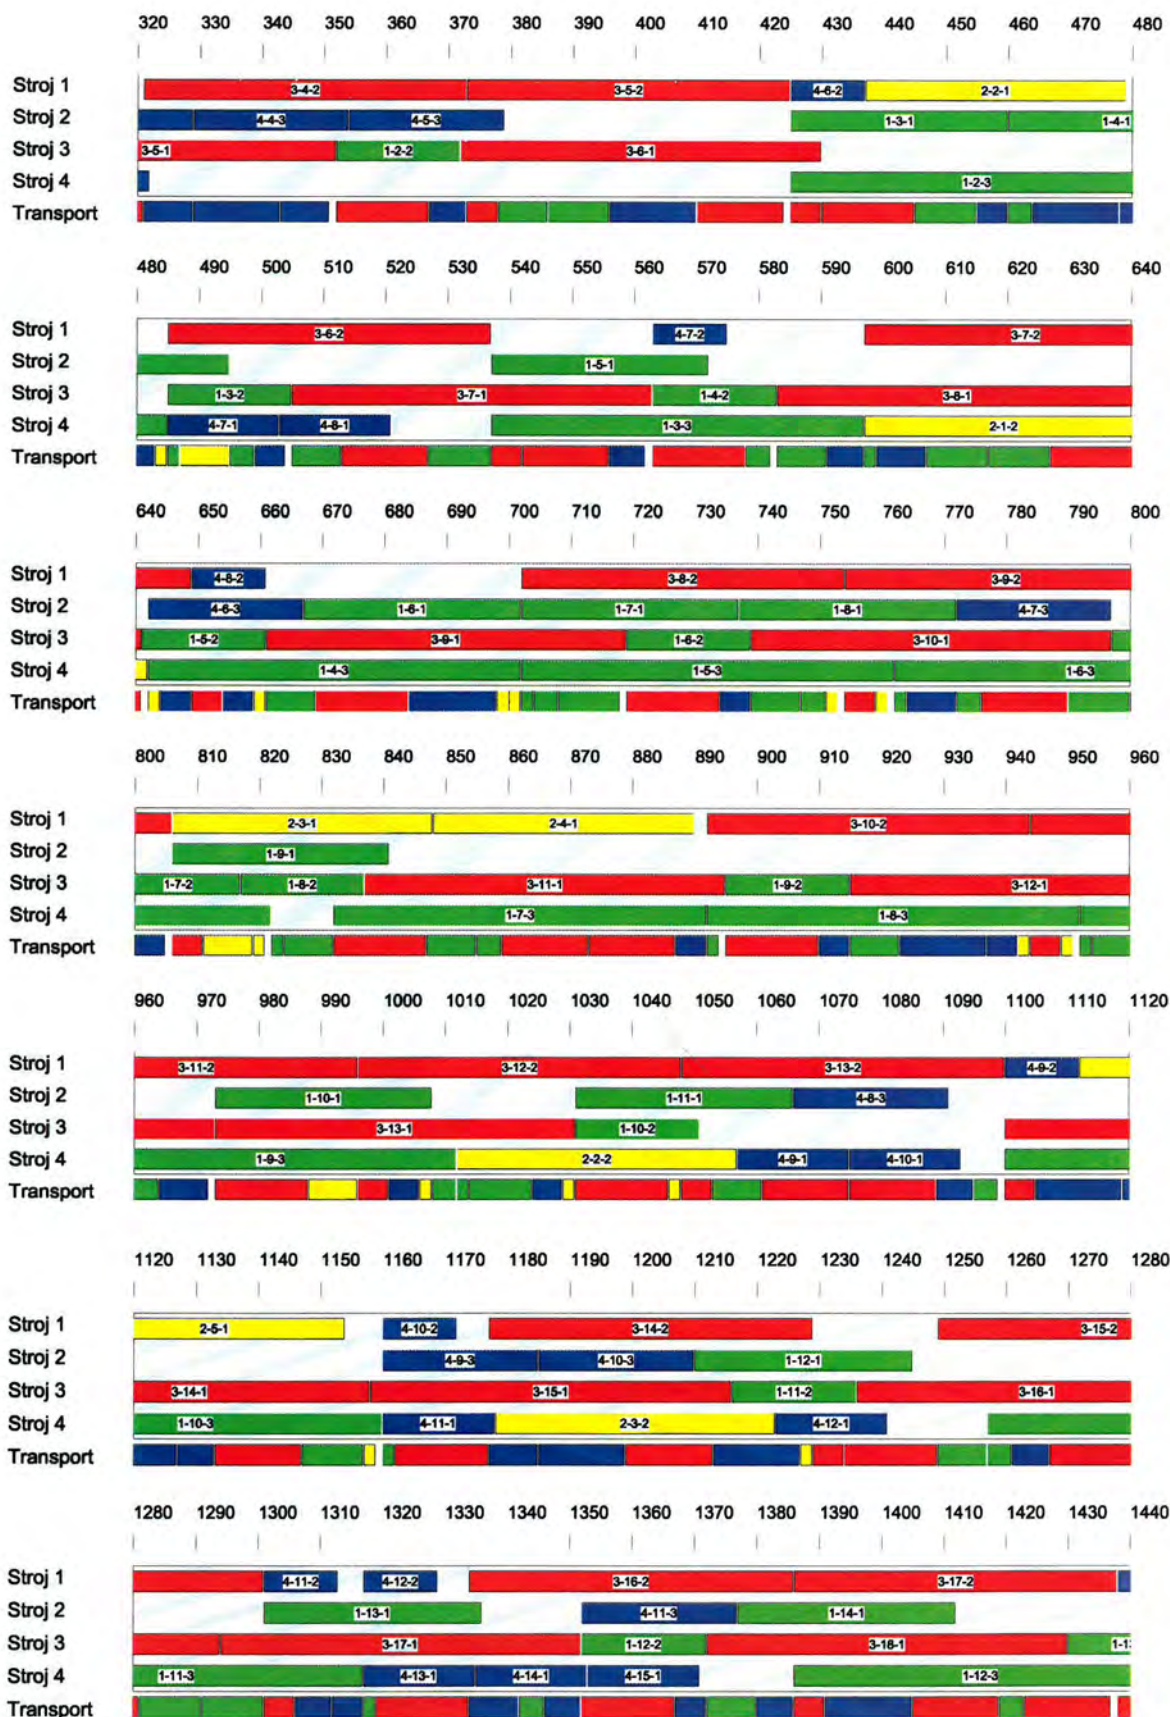 320 330 340 350 360 370 380 390 400 410 420 430 440 450 460 470 480
Stroj 1 3-4-2 3-5-2 4-6-2 2-2-1
Stroj 2 4-4-3 4-5-3 1-3-1 1-4-1
Stroj 3 3-5-1 1-2-2 3-6-1
Stroj 4 1-2-3
Transport
480 490 500 510 520 530 540 550 560 570 580 590 600 610 620 630 640
Stroj 1 3-6-2 4-7-2 3-7-2
Stroj 2 1-5-1
Stroj 3 1-3-2 3-7-1 1-4-2 3-8-1
Stroj 4 4-7-1 4-8-1 1-3-3 2-1-2
Transport
640 650 660 670 680 690 700 710 720 730 740 750 760 770 780 790 800
Stroj 1 4-8-2 3-8-2 3-9-2
Stroj 2 4-6-3 1-6-1 1-7-1 1-8-1 4-7-3
Stroj 3 1-5-2 3-9-1 1-6-2 3-10-1
Stroj 4 1-4-3 1-5-3 1-6-3
Transport
800 810 820 830 840 850 860 870 880 890 900 910 920 930 940 950 960
Stroj 1 2-3-1 2-4-1 3-10-2
Stroj 2 1-9-1
Stroj 3 1-7-2 1-8-2 3-11-1 1-9-2 3-12-1
Stroj 4 1-7-3 1-8-3
Transport
960 970 980 990 1000 1010 1020 1030 1040 1050 1060 1070 1080 1090 1100 1110 1120
Stroj 1 3-11-2 3-12-2 3-13-2 4-9-2
Stroj 2 1-10-1 1-11-1 4-8-3
Stroj 3 3-13-1 1-10-2
Stroj 4 1-9-3 2-2-2 4-9-1 4-10-1
Transport
1120 1130 1140 1150 1160 1170 1180 1190 1200 1210 1220 1230 1240 1250 1260 1270 1280
Stroj 1 2-5-1 4-10-2 3-14-2 3-15-2
Stroj 2 4-9-3 4-10-3 1-12-1
Stroj 3 3-14-1 3-15-1 1-11-2 3-16-1
Stroj 4 1-10-3 4-11-1 2-3-2 4-12-1
Transport
1280 1290 1300 1310 1320 1330 1340 1350 1360 1370 1380 1390 1400 1410 1420 1430 1440
Stroj 1 4-11-2 4-12-2 3-16-2 3-17-2
Stroj 2 1-13-1 4-11-3 1-14-1
Stroj 3 3-17-1 1-12-2 3-18-1
Stroj 4 1-11-3 4-13-1 4-14-1 4-15-1 1-12-3
Transport